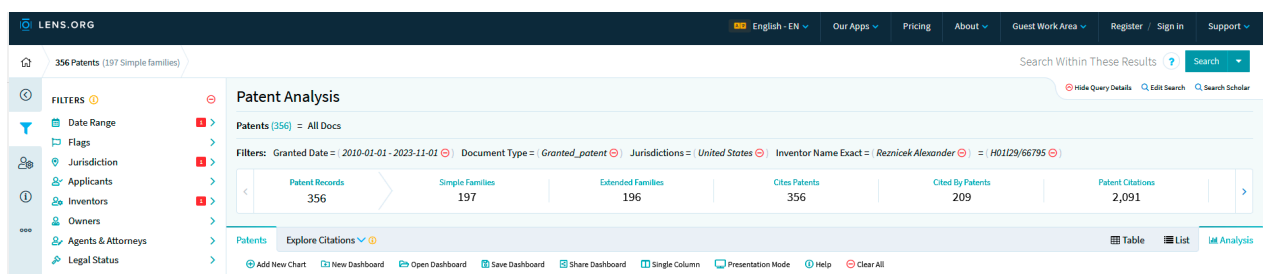 LENS.ORG
English - EN Our Apps Pricing About Guest Work Area Register / Sign in Support
356 Patents (197 Simple families) Search Within These Results ? Search
Hide Query Details Edit Search Search Scholar
FILTERS
Date Range 1
Flags
Jurisdiction 1
Applicants
Inventors 1
Owners
Agents & Attorneys
Legal Status
Patent Analysis
Patents (356) = All Docs
Filters: Granted Date = ( 2010-01-01 - 2023-11-01 ) Document Type = ( Granted_patent ) Jurisdictions = ( United States ) Inventor Name Exact = ( Reznicek Alexander ) = ( H01l29/66795 )
Patent Records Simple Families Extended Families Cites Patents Cited By Patents Patent Citations
356 197 196 356 209 2,091
Patents Explore Citations Table List Analysis
Add New Chart New Dashboard Open Dashboard Save Dashboard Share Dashboard Single Column Presentation Mode Help Clear All